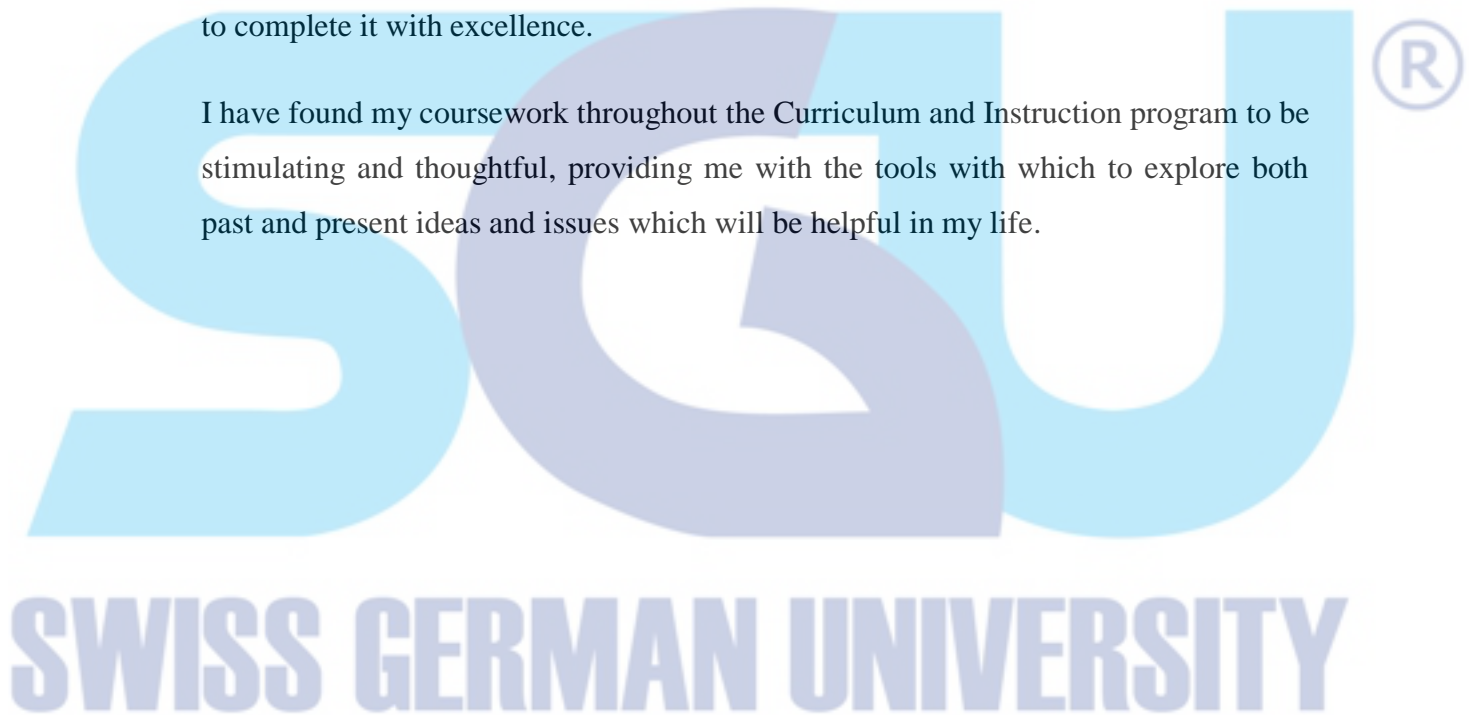 to complete it with excellence.
I have found my coursework throughout the Curriculum and Instruction program to be
stimulating and thoughtful, providing me with the tools with which to explore both
past and present ideas and issues which will be helpful in my life.
SGU ®
SWISS GERMAN UNIVERSITY